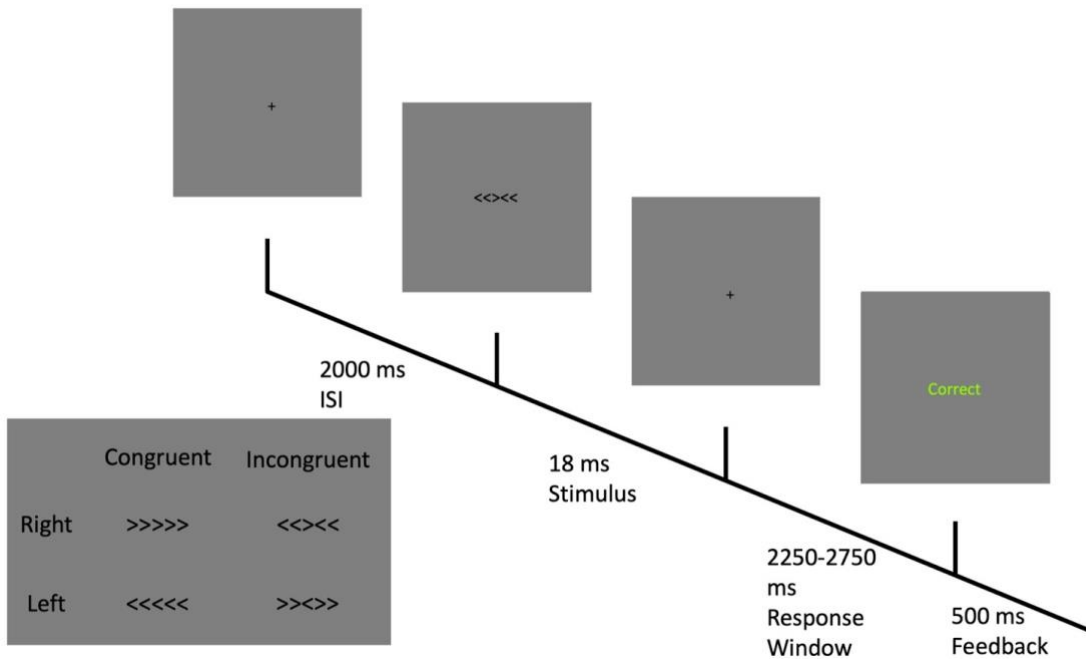 +
<<><<
+
Correct
2000 ms
ISI
18 ms
Stimulus
2250-2750
ms
Response
Window
500 ms
Feedback
Congruent Incongruent
Right >>>>> <<><<
Left <<<<< >><>>